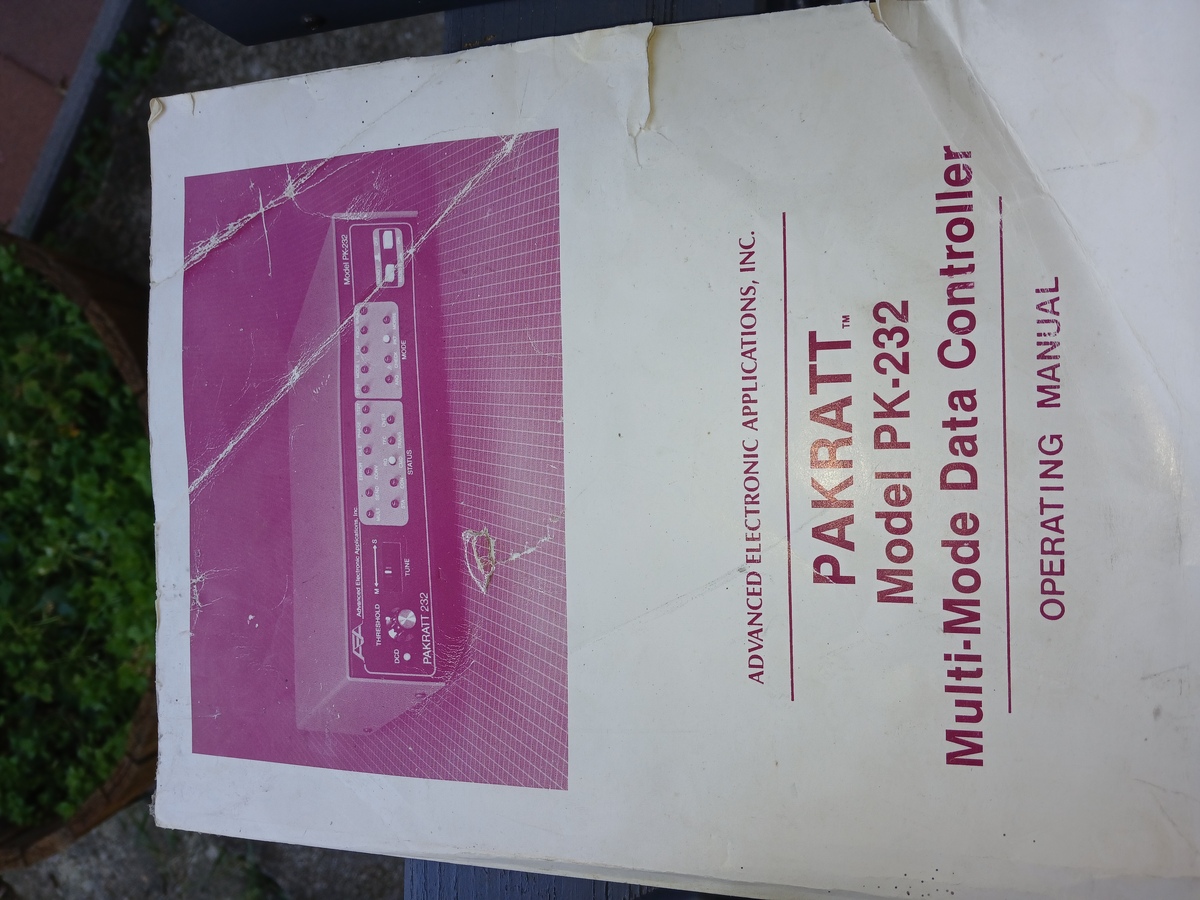 Model PK-232
AEA Advanced Electronic Applications, Inc.
THRESHOLD
M S
DCD
TUNE
STATUS
MODE
PAKRATT 232
ADVANCED ELECTRONIC APPLICATIONS, INC.
PAKRATT™
Model PK-232
Multi-Mode Data Controller
OPERATING MANUAL